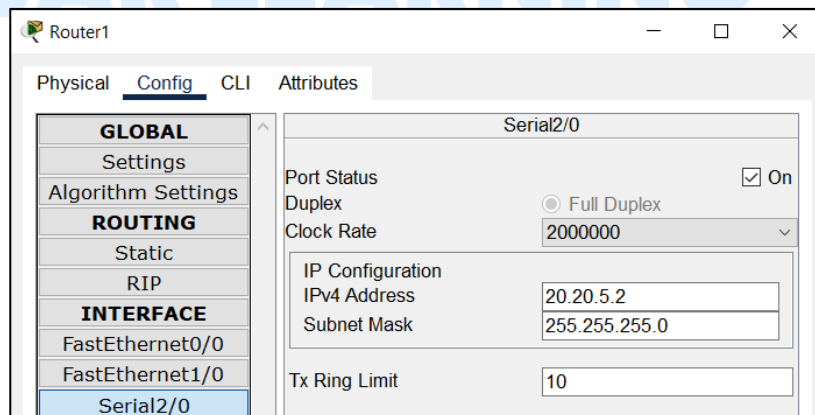 Router1
Physical Config CLI Attributes
GLOBAL
Settings
Algorithm Settings
ROUTING
Static
RIP
INTERFACE
FastEthernet0/0
FastEthernet1/0
Serial2/0
Serial2/0
Port Status On
Duplex Full Duplex
Clock Rate 2000000
IP Configuration
IPv4 Address 20.20.5.2
Subnet Mask 255.255.255.0
Tx Ring Limit 10